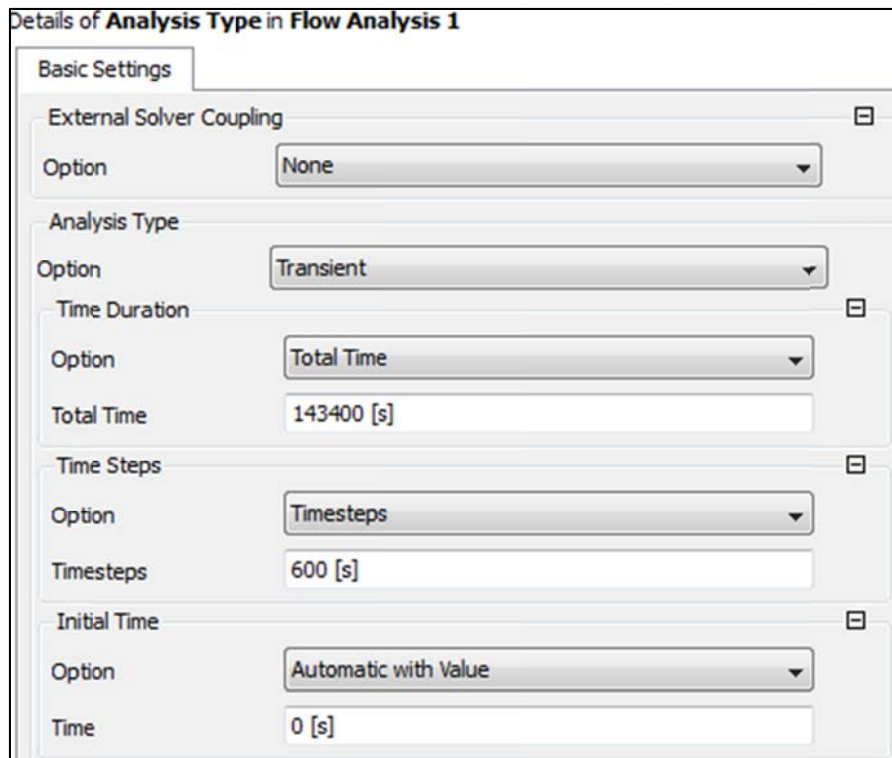 Details of Analysis Type in Flow Analysis 1
Basic Settings
External Solver Coupling
Option None
Analysis Type
Option Transient
Time Duration
Option Total Time
Total Time 143400 [s]
Time Steps
Option Timesteps
Timesteps 600 [s]
Initial Time
Option Automatic with Value
Time 0 [s]